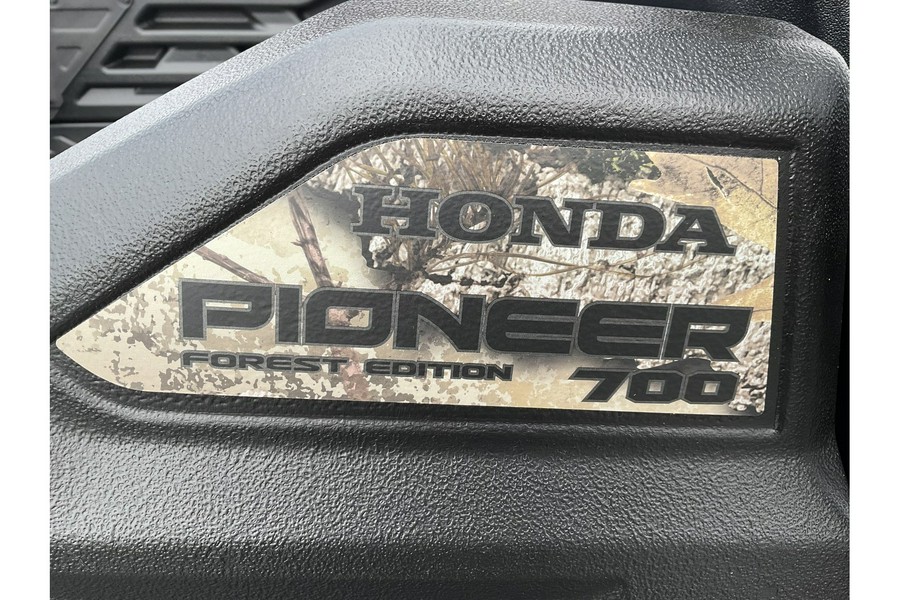 HONDA
PIONEER
FOREST EDITION 700